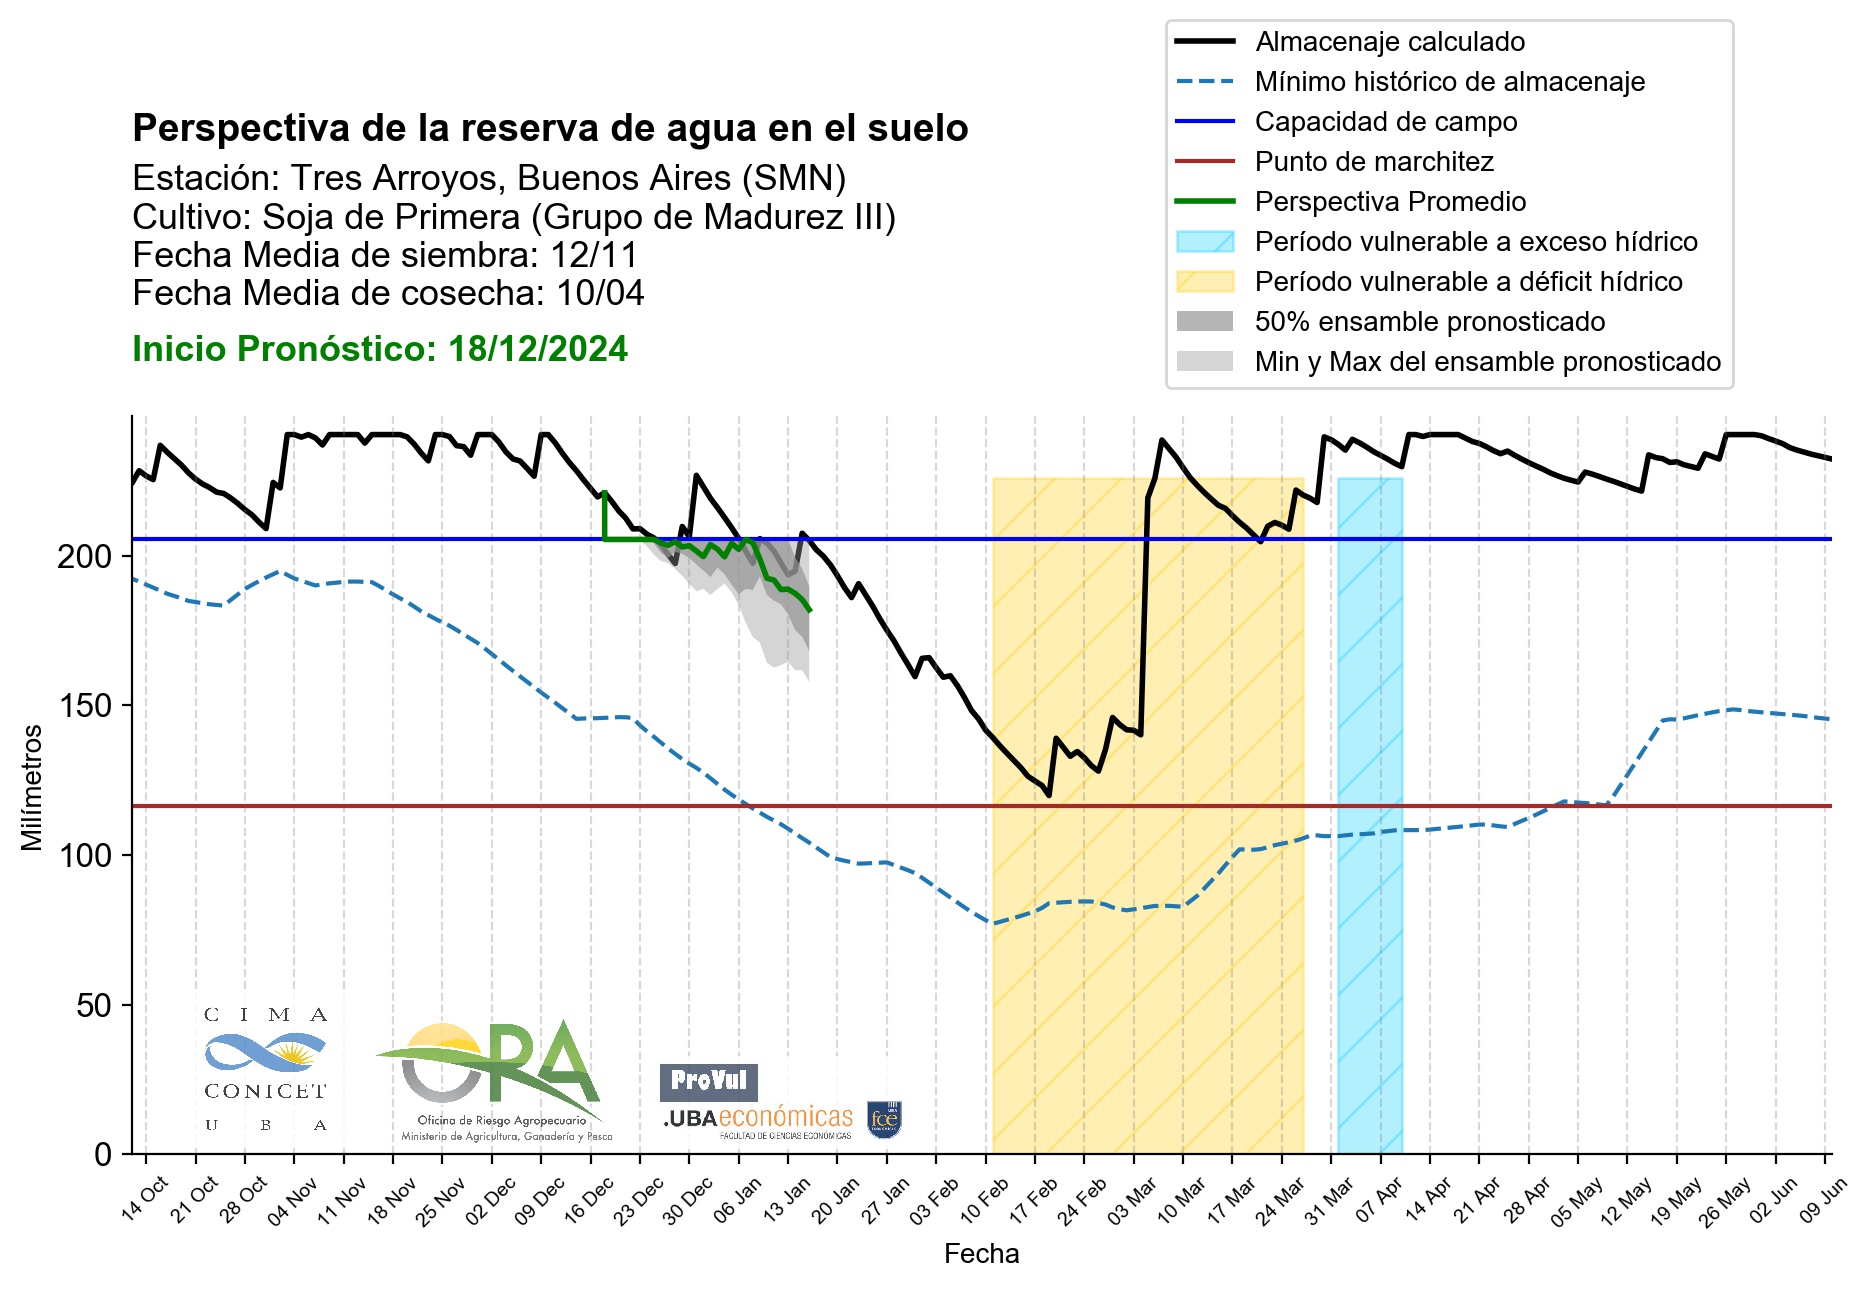 Almacenaje calculado
Mínimo histórico de almacenaje
Capacidad de campo
Punto de marchitez
Perspectiva Promedio
Período vulnerable a exceso hídrico
Período vulnerable a déficit hídrico
50% ensamble pronosticado
Min y Max del ensamble pronosticado
Perspectiva de la reserva de agua en el suelo
Estación: Tres Arroyos, Buenos Aires (SMN)
Cultivo: Soja de Primera (Grupo de Madurez III)
Fecha Media de siembra: 12/11
Fecha Media de cosecha: 10/04
Inicio Pronóstico: 18/12/2024
Milímetros
200
150
100
50
0
CIMA
CONICET
UBA
ORA
Oficina de Riesgo Agropecuario
Ministerio de Agricultura, Ganadería y Pesca
ProVul
.UBAeconómicas
FACULTAD DE CIENCIAS ECONÓMICAS
UBA
fce
ECONÓMICAS
14 Oct
21 Oct
28 Oct
04 Nov
11 Nov
18 Nov
25 Nov
02 Dec
09 Dec
16 Dec
23 Dec
30 Dec
06 Jan
13 Jan
20 Jan
27 Jan
03 Feb
10 Feb
17 Feb
24 Feb
03 Mar
10 Mar
17 Mar
24 Mar
31 Mar
07 Apr
14 Apr
21 Apr
28 Apr
05 May
12 May
19 May
26 May
02 Jun
09 Jun
Fecha